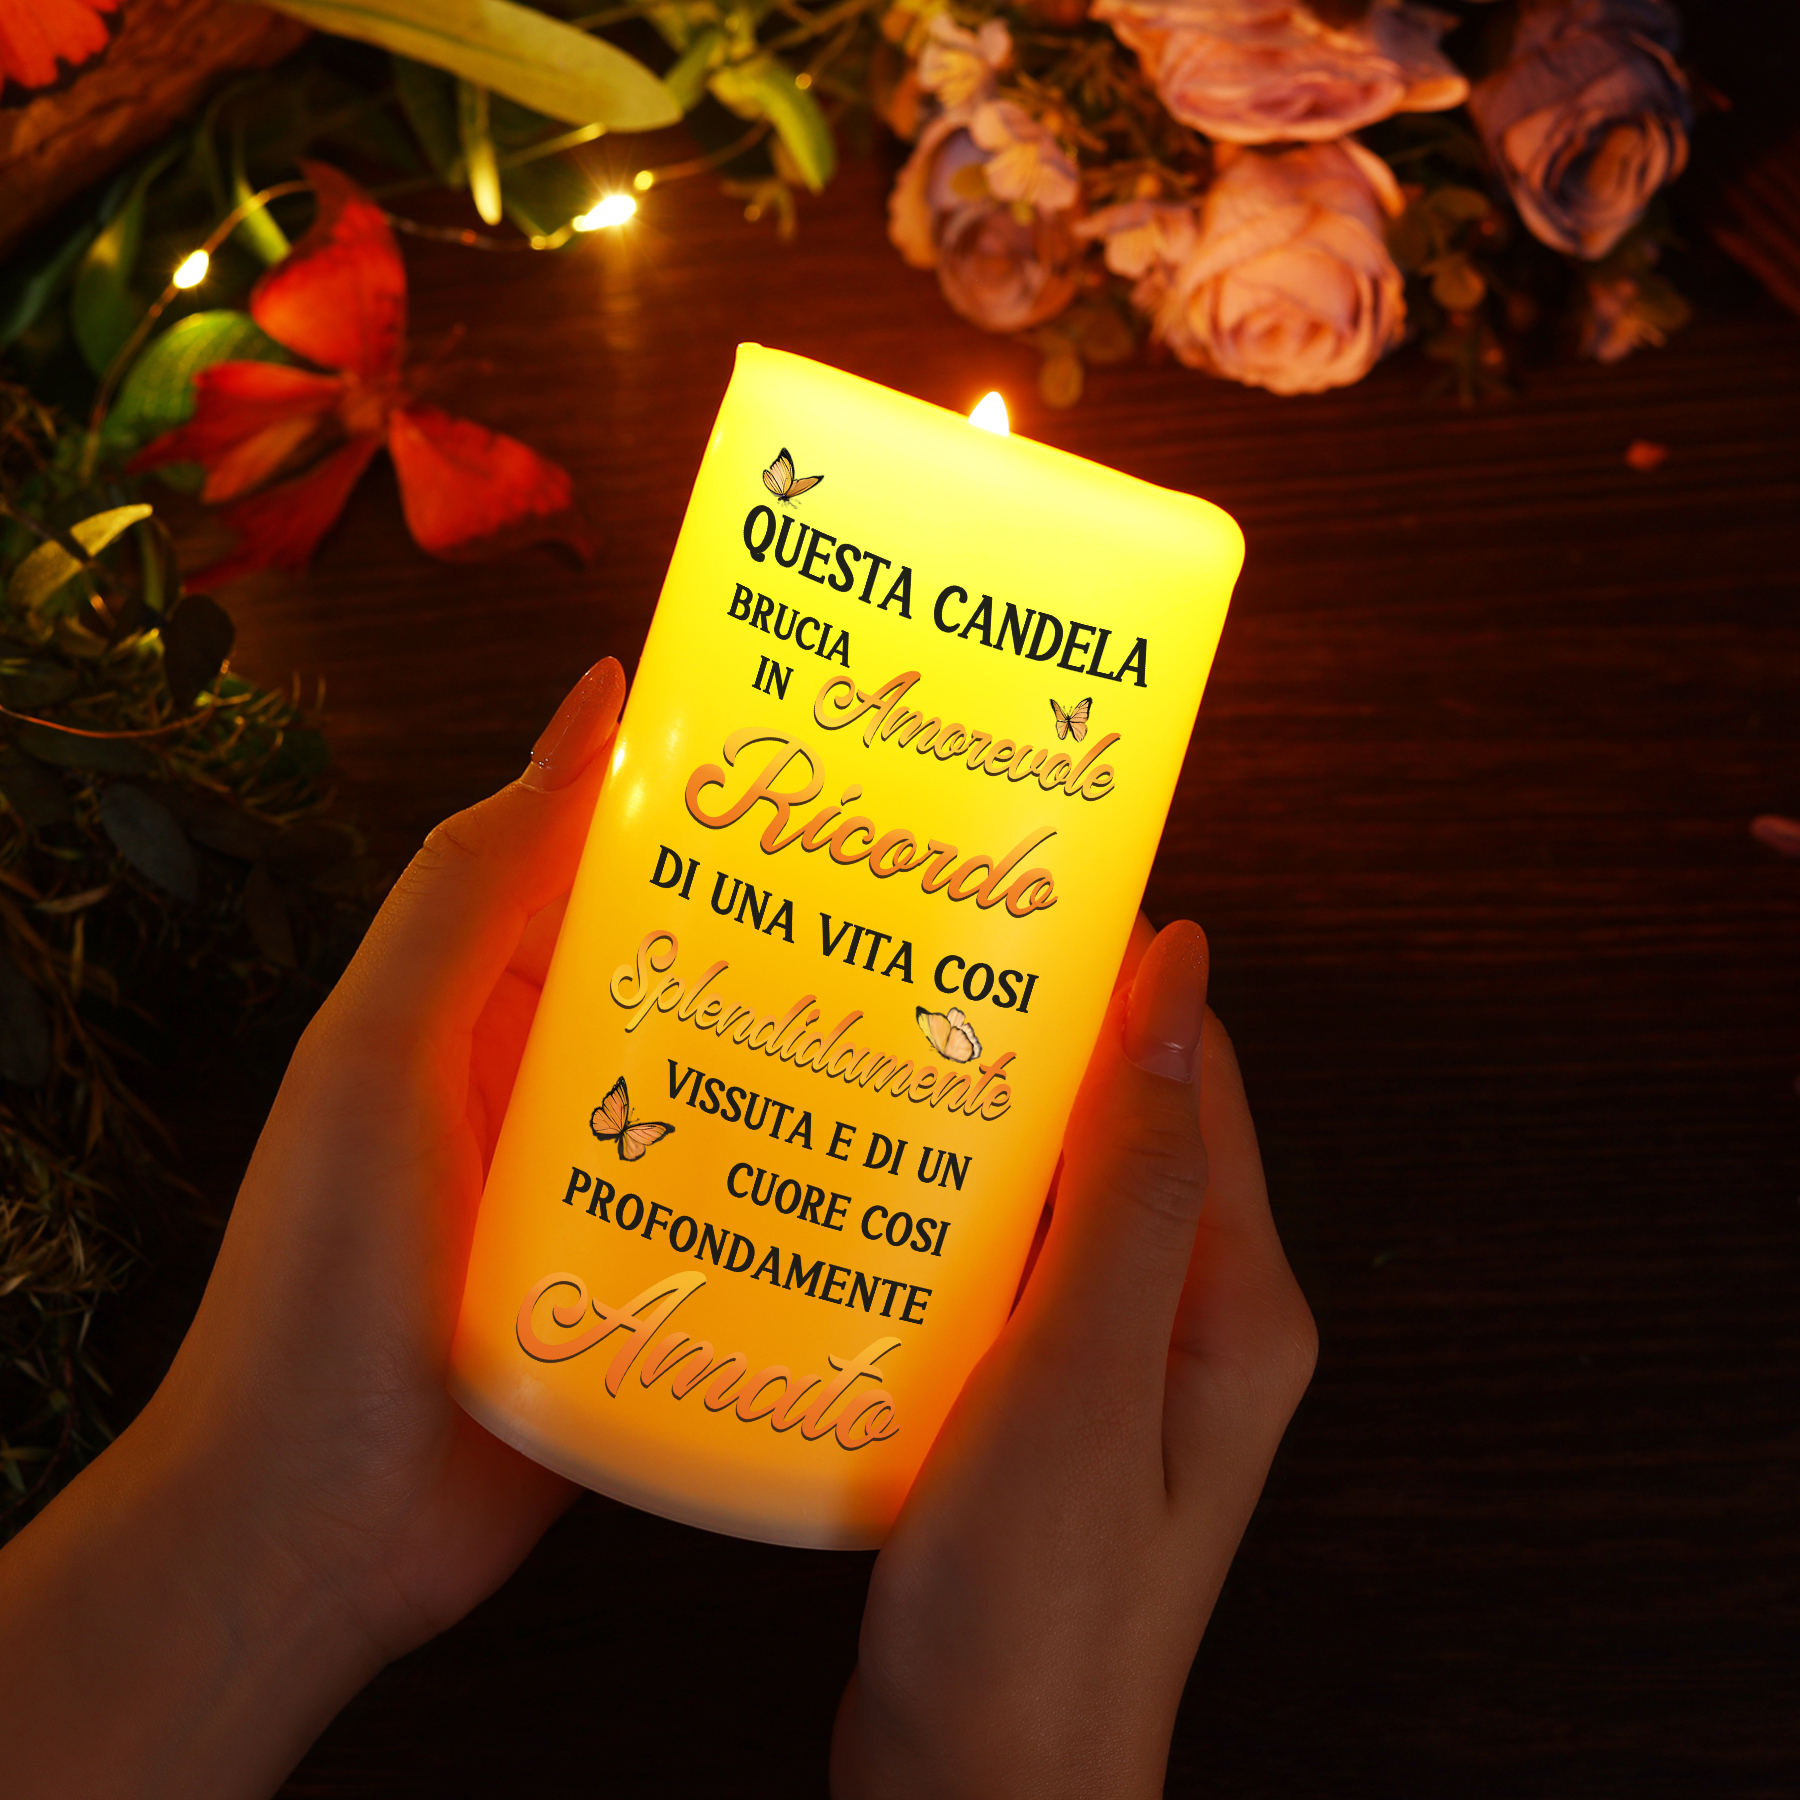 QUESTA CANDELA
BRUCIA
IN Amorevole
Ricordo
DI UNA VITA COSI
Splendidamente
VISSUTA E DI UN
CUORE COSI
PROFONDAMENTE
Amato